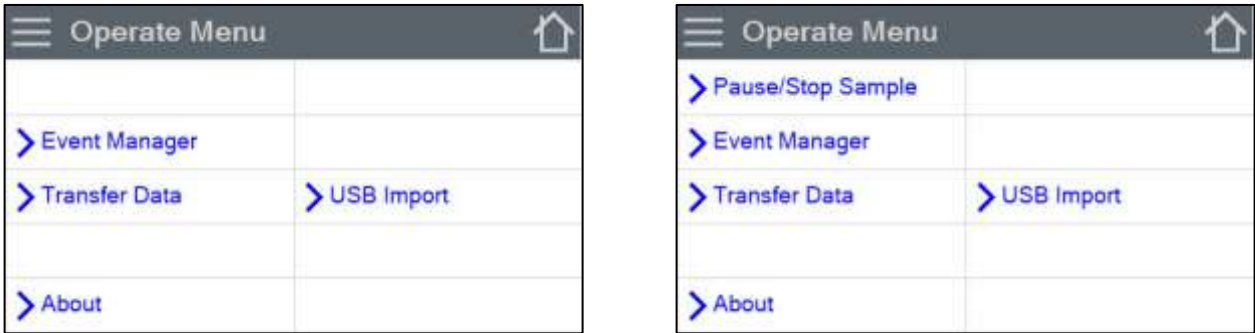 Operate Menu
Event Manager
Transfer Data
USB Import
About
Operate Menu
Pause/Stop Sample
Event Manager
Transfer Data
USB Import
About